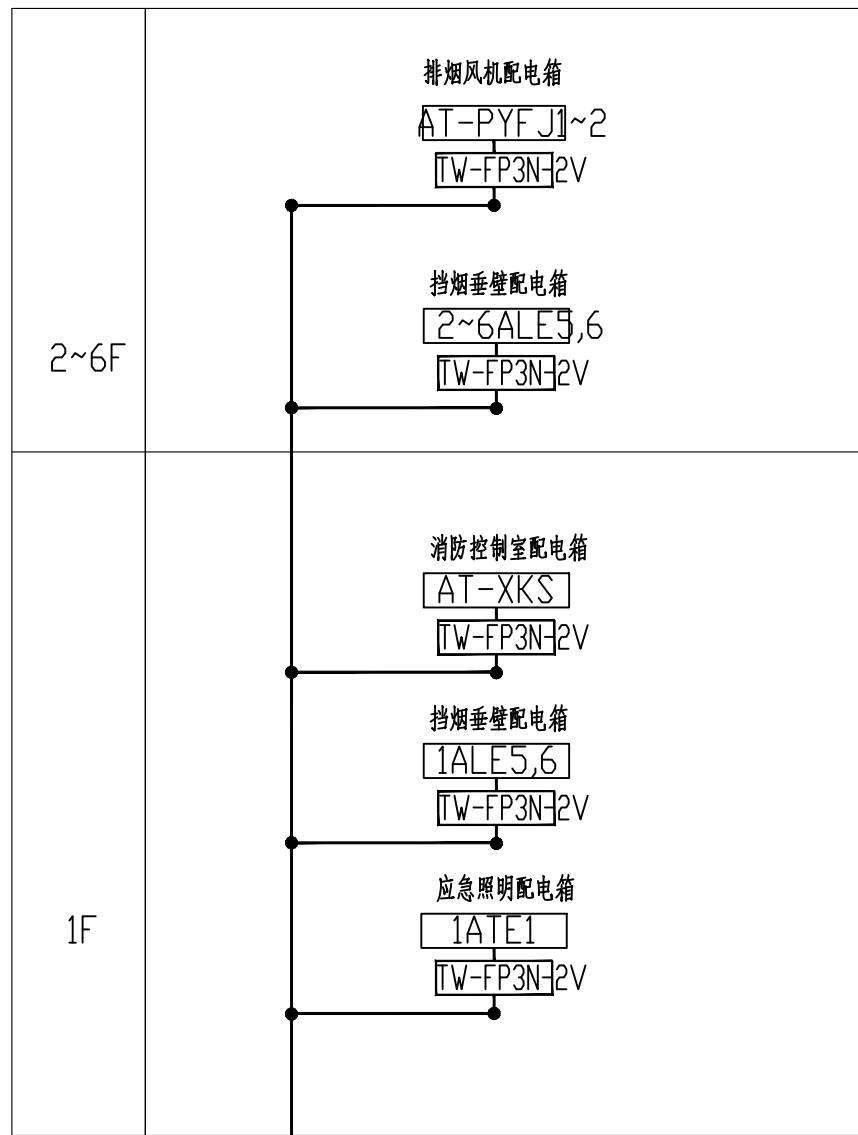 排烟风机配电箱
AT-PYFJ1~2
TW-FP3N-2V
挡烟垂壁配电箱
2~6ALE5,6
2~6F
TW-FP3N-2V
消防控制室配电箱
AT-XKS
TW-FP3N-2V
挡烟垂壁配电箱
1ALE5,6
TW-FP3N-2V
应急照明配电箱
1F
1ATE1
TW-FP3N-2V